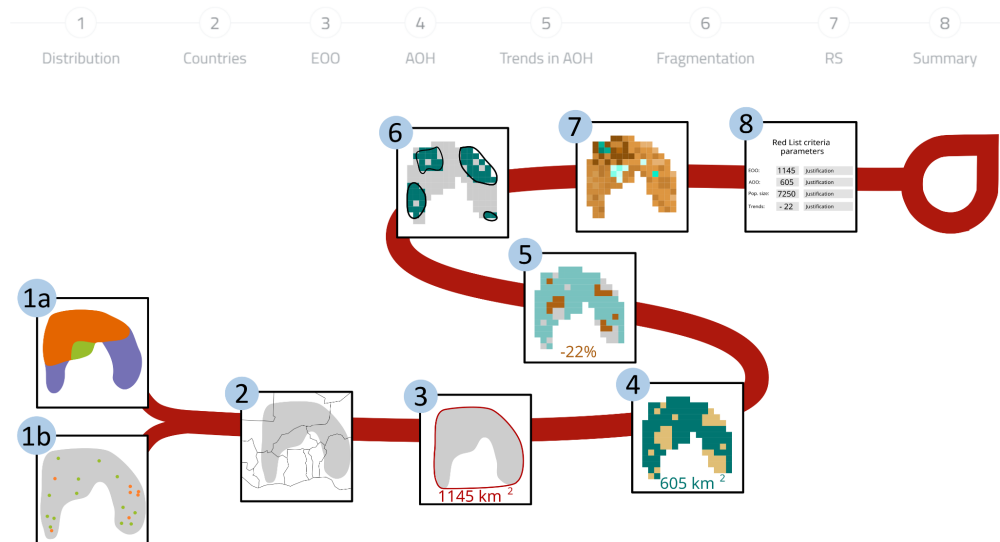 1 2 3 4 5 6 7 8
Distribution Countries EOO AOH Trends in AOH Fragmentation RS Summary
6
7
8
Red List criteria
parameters
EOO: 1145 Justification
AOO: 605 Justification
Pop. size: 7250 Justification
Trends: - 22 Justification
5
-22%
1a
1b
2
3
1145 km 2
4
605 km 2